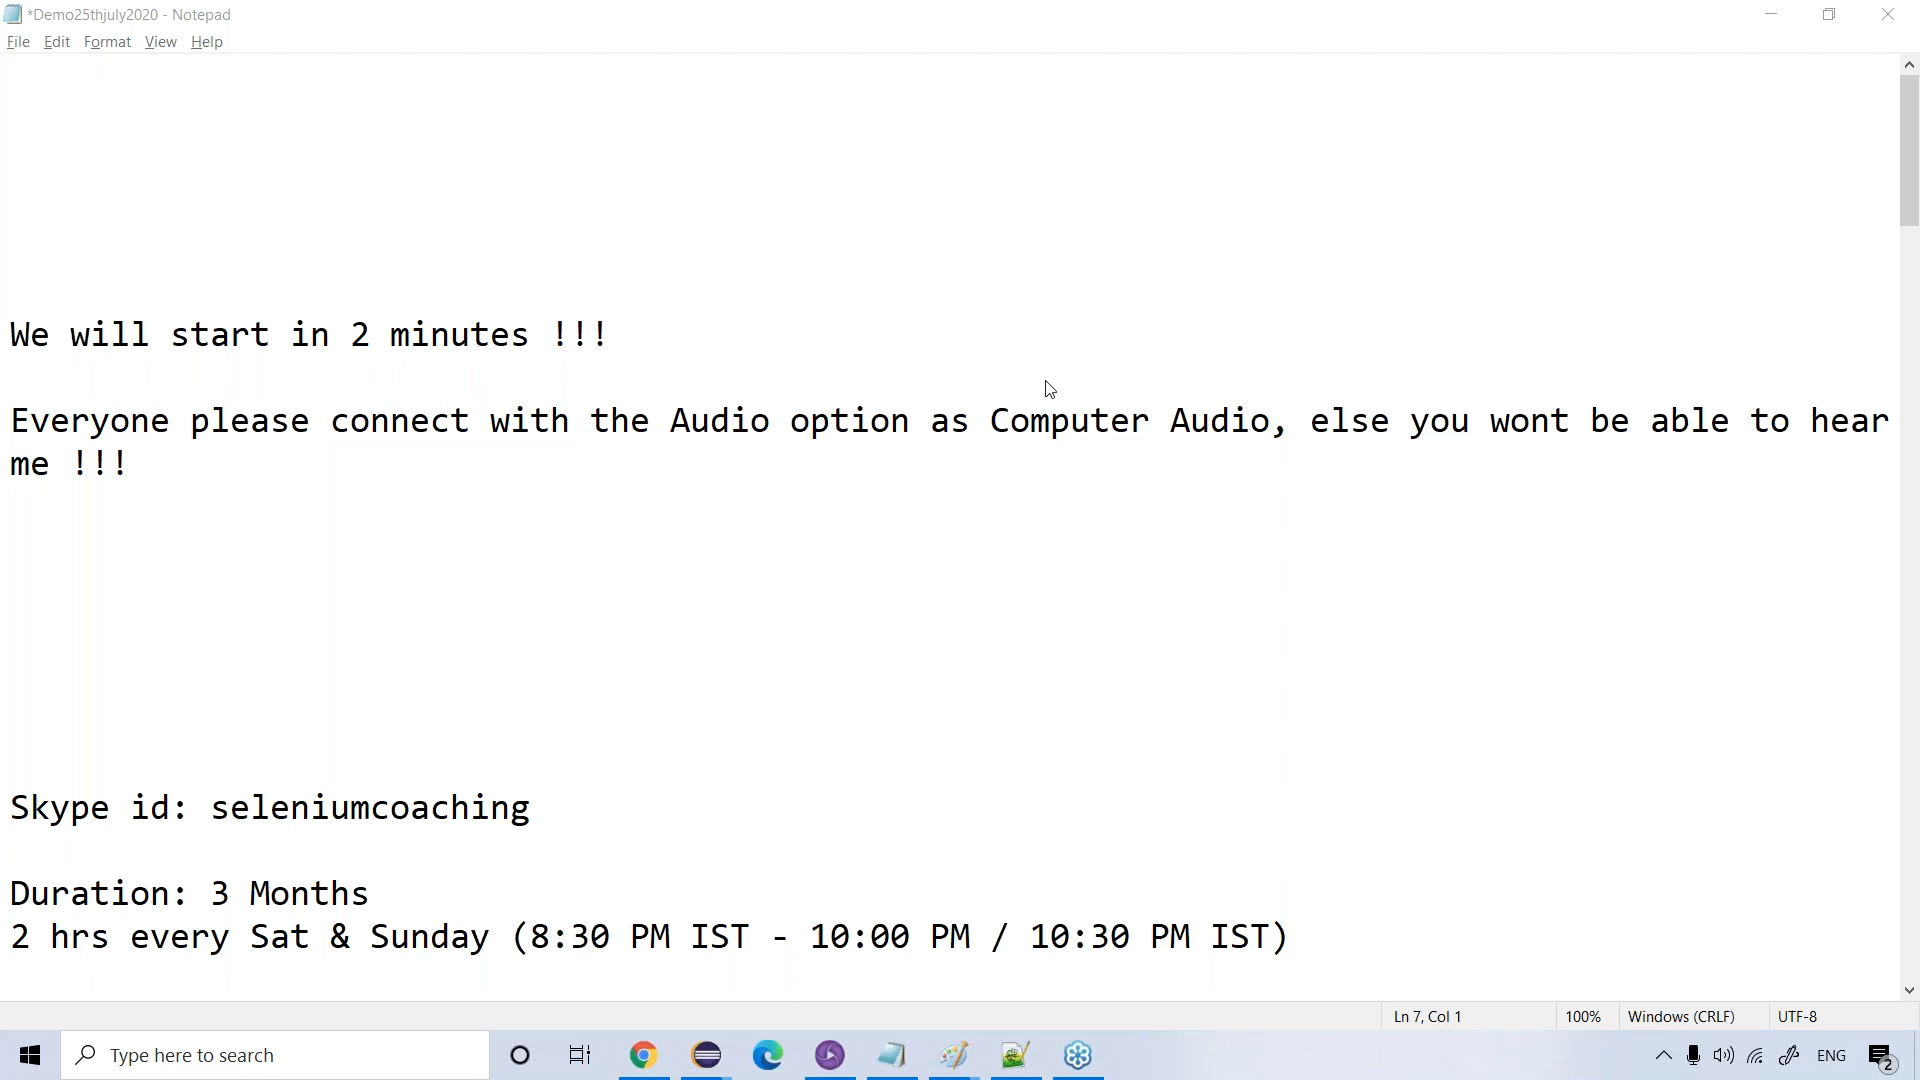 *Demo25thjuly2020 - Notepad
File Edit Format View Help
We will start in 2 minutes !!!
Everyone please connect with the Audio option as Computer Audio, else you wont be able to hear
me !!!
Skype id: seleniumcoaching
Duration: 3 Months
2 hrs every Sat & Sunday (8:30 PM IST - 10:00 PM / 10:30 PM IST)
Ln 7, Col 1 100% Windows (CRLF) UTF-8
Type here to search ENG 2